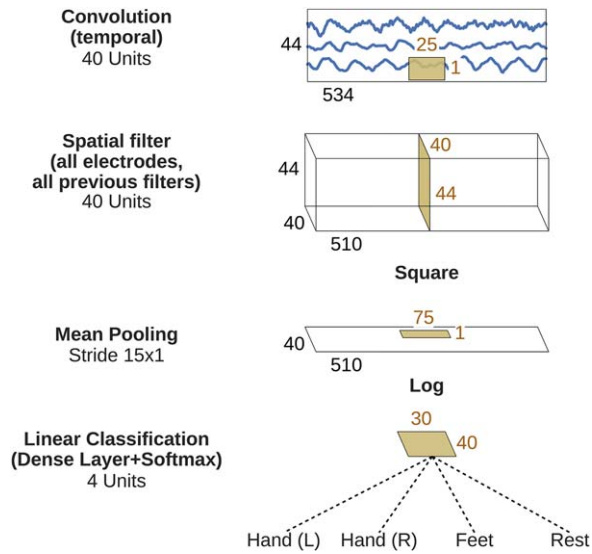 Convolution
(temporal)
40 Units
44
25
1
534
Spatial filter
(all electrodes,
all previous filters)
40 Units
44
40
40
44
510
Square
Mean Pooling
Stride 15x1
40
75
1
510
Log
Linear Classification
(Dense Layer+Softmax)
4 Units
30
40
Hand (L) Hand (R) Feet Rest